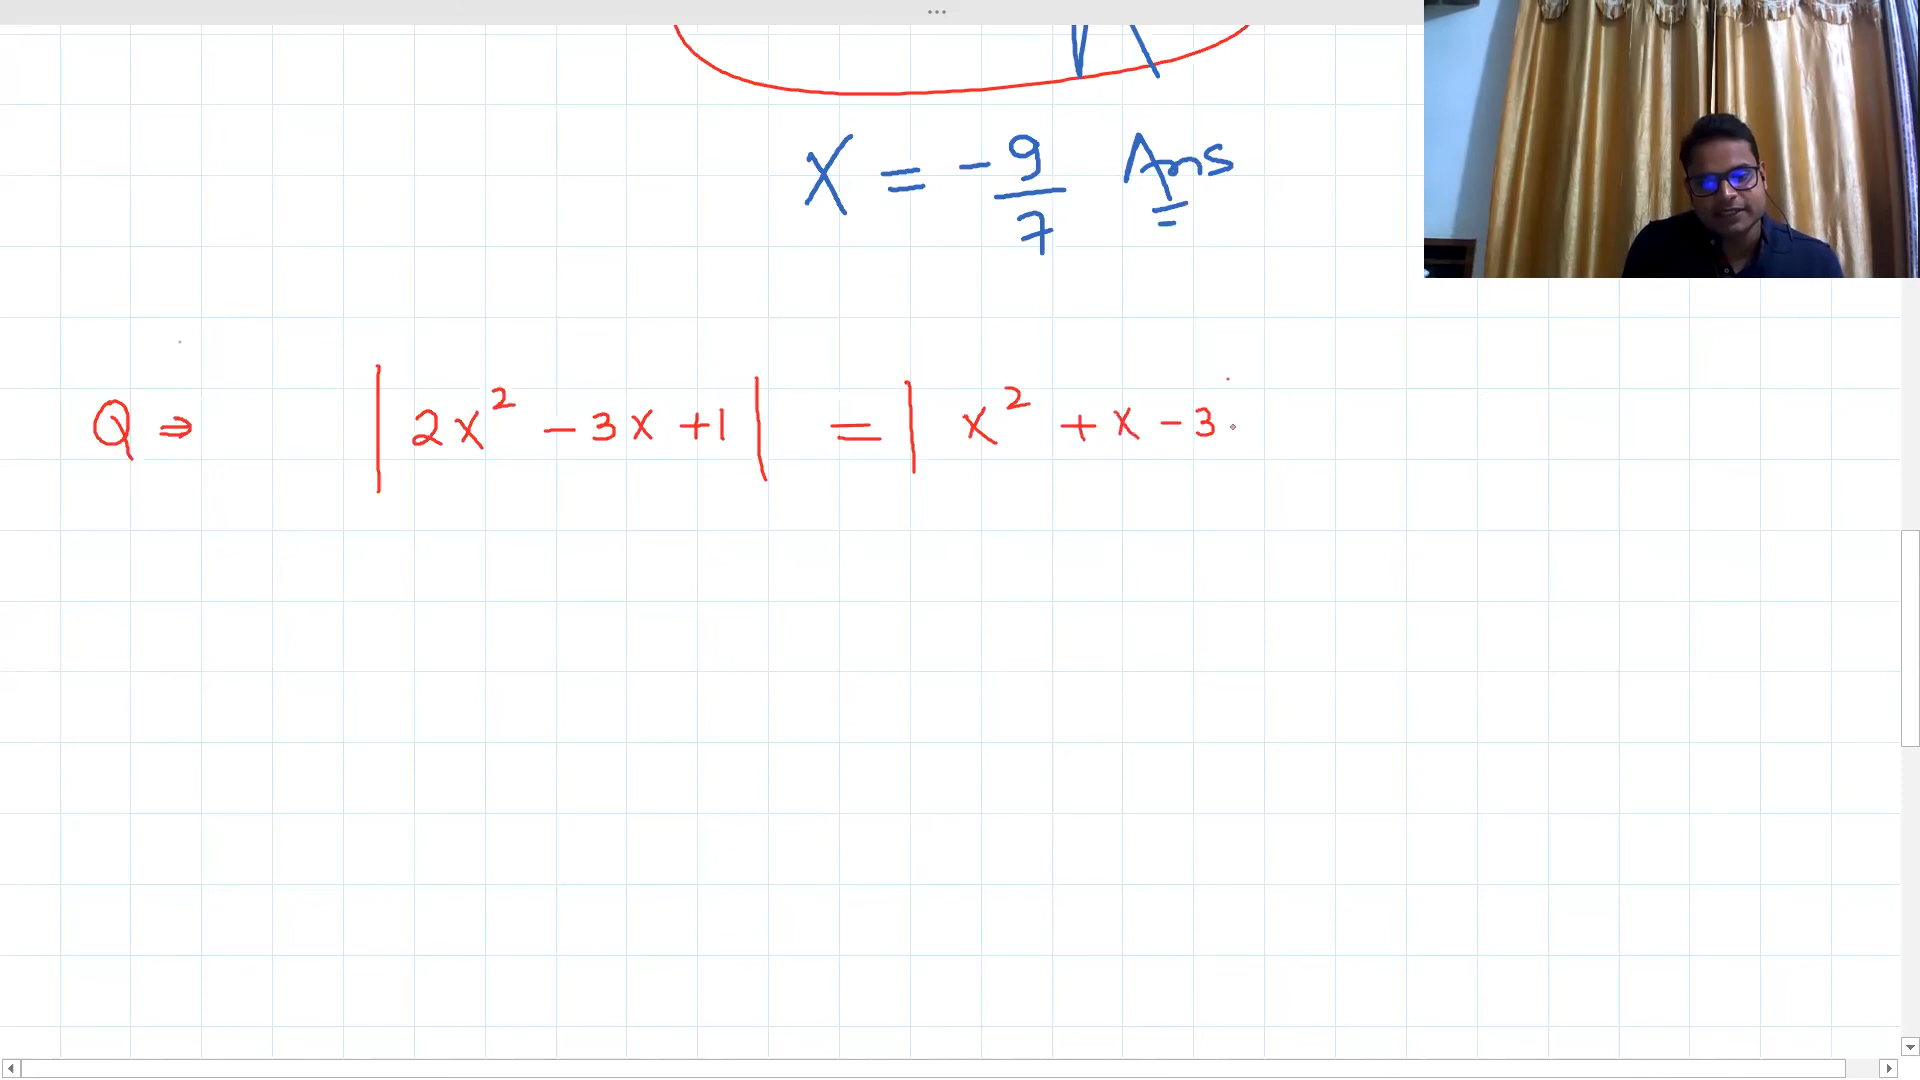 X = -9/7 Ans
Q ⇒ | 2x² - 3x + 1 | = | x² + x - 3